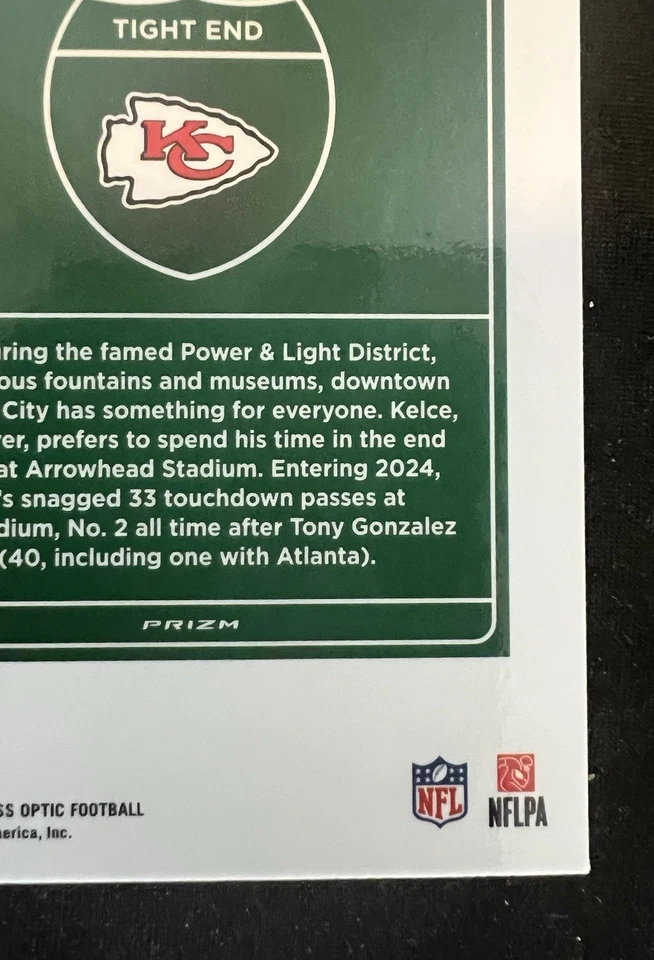 TIGHT END
KC
uring the famed Power & Light District,
ous fountains and museums, downtown
City has something for everyone. Kelce,
er, prefers to spend his time in the end
at Arrowhead Stadium. Entering 2024,
's snagged 33 touchdown passes at
dium, No. 2 all time after Tony Gonzalez
(40, including one with Atlanta).
PRIZM
SS OPTIC FOOTBALL
erica, Inc.
NFL
NFLPA